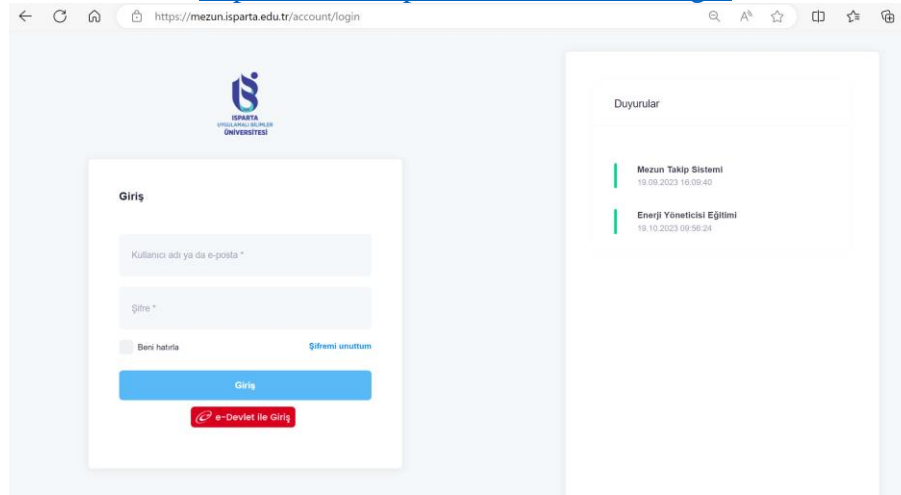 https://mezun.isparta.edu.tr/account/login
ISPARTA
UYGULAMALI BİLİMLER
ÜNİVERSİTESİ
Giriş
Kullanıcı adı ya da e-posta *
Şifre *
Beni hatırla
Şifremi unuttum
Giriş
e-Devlet ile Giriş
Duyurular
Mezun Takip Sistemi
19.09.2023 16:09:40
Enerji Yöneticisi Eğitimi
19.10.2023 09:56:24